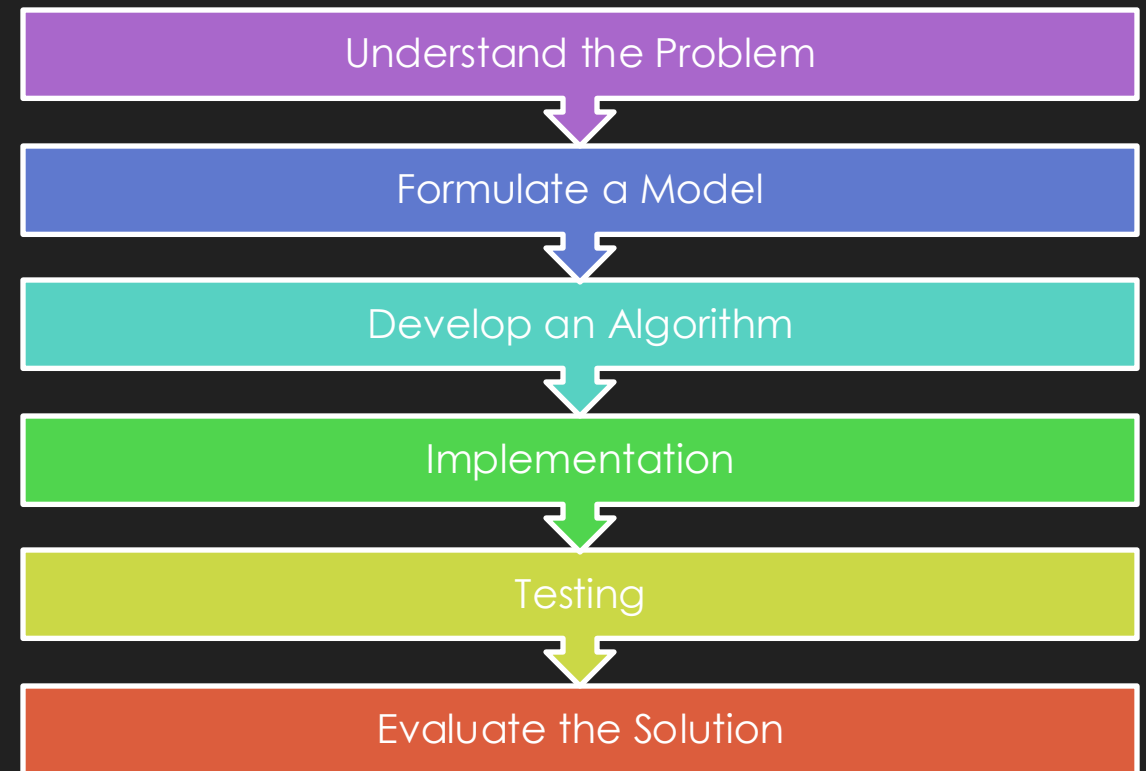 Understand the Problem
Formulate a Model
Develop an Algorithm
Implementation
Testing
Evaluate the Solution